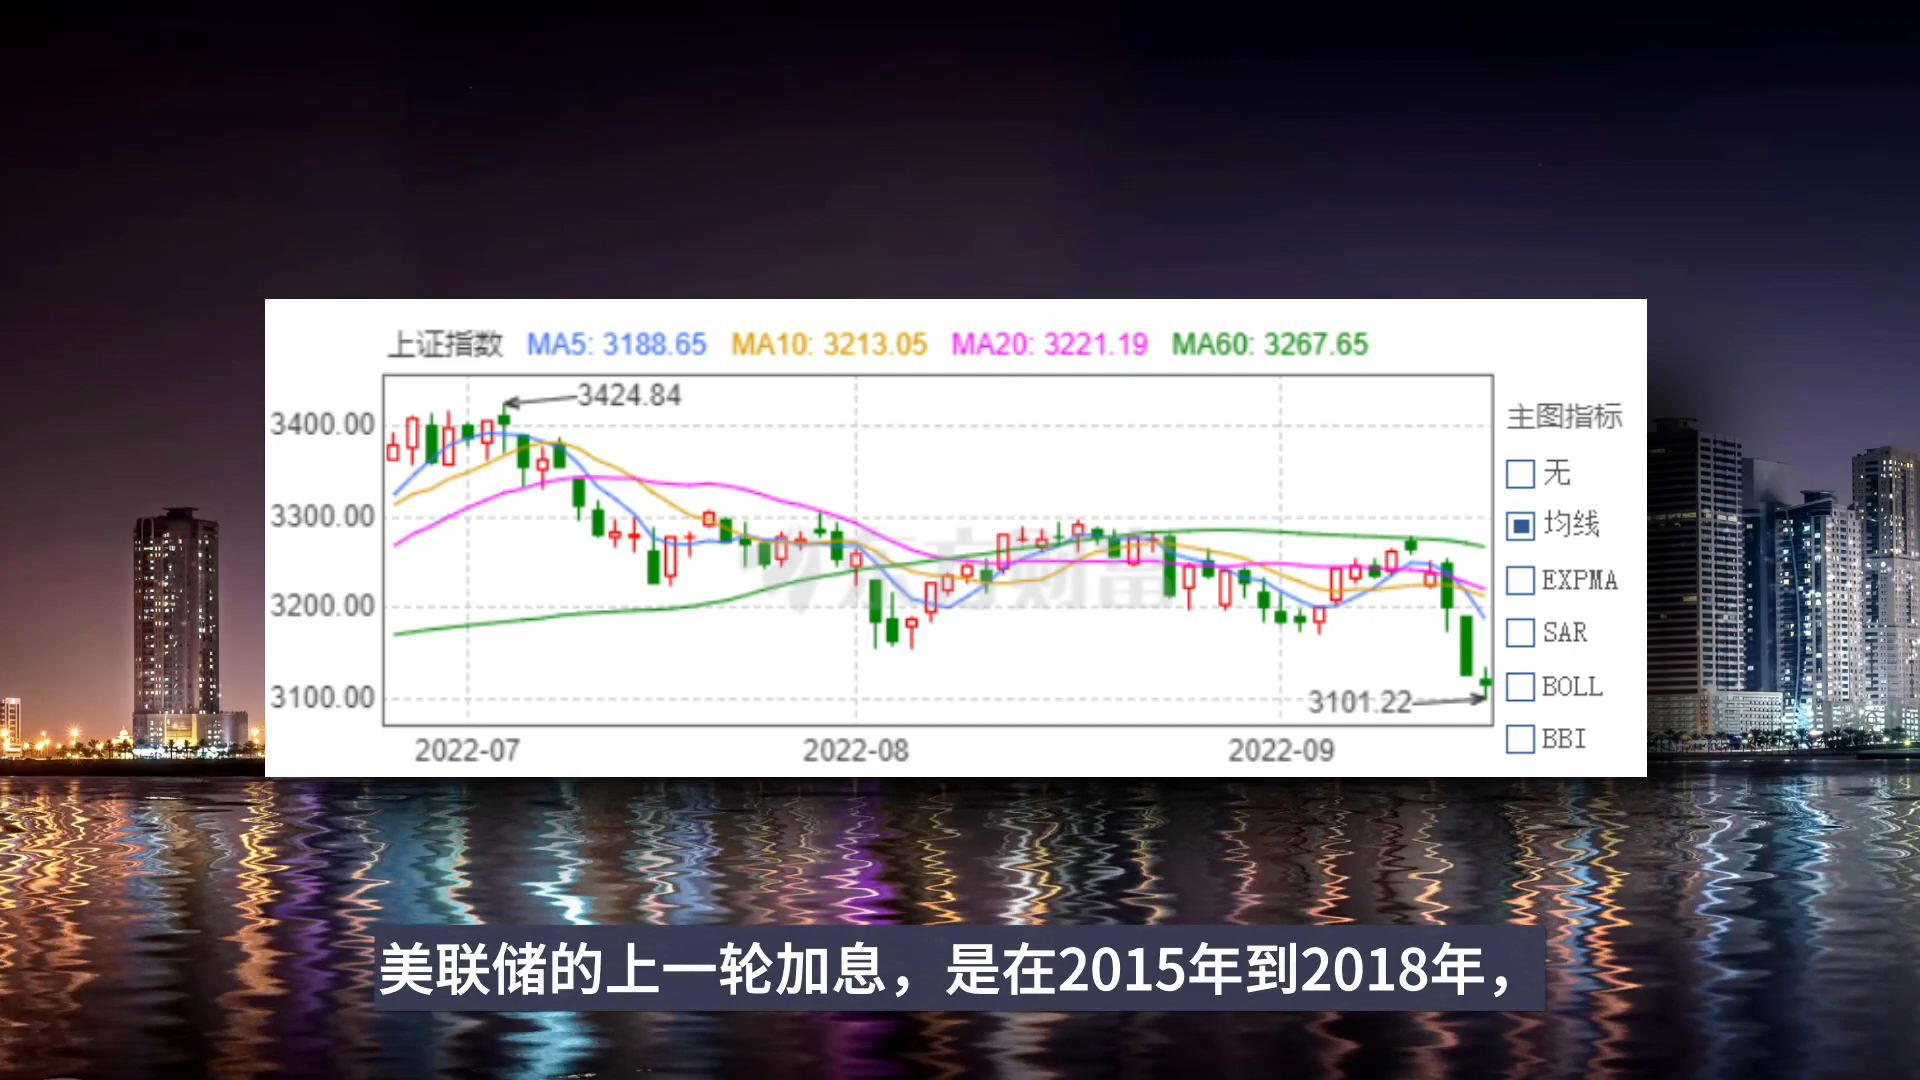 上证指数 MA5: 3188.65 MA10: 3213.05 MA20: 3221.19 MA60: 3267.65
3424.84
3400.00
3300.00
3200.00
3100.00
3101.22
2022-07 2022-08 2022-09
主图指标
无
均线
EXPMA
SAR
BOLL
BBI
美联储的上一轮加息，是在2015年到2018年，